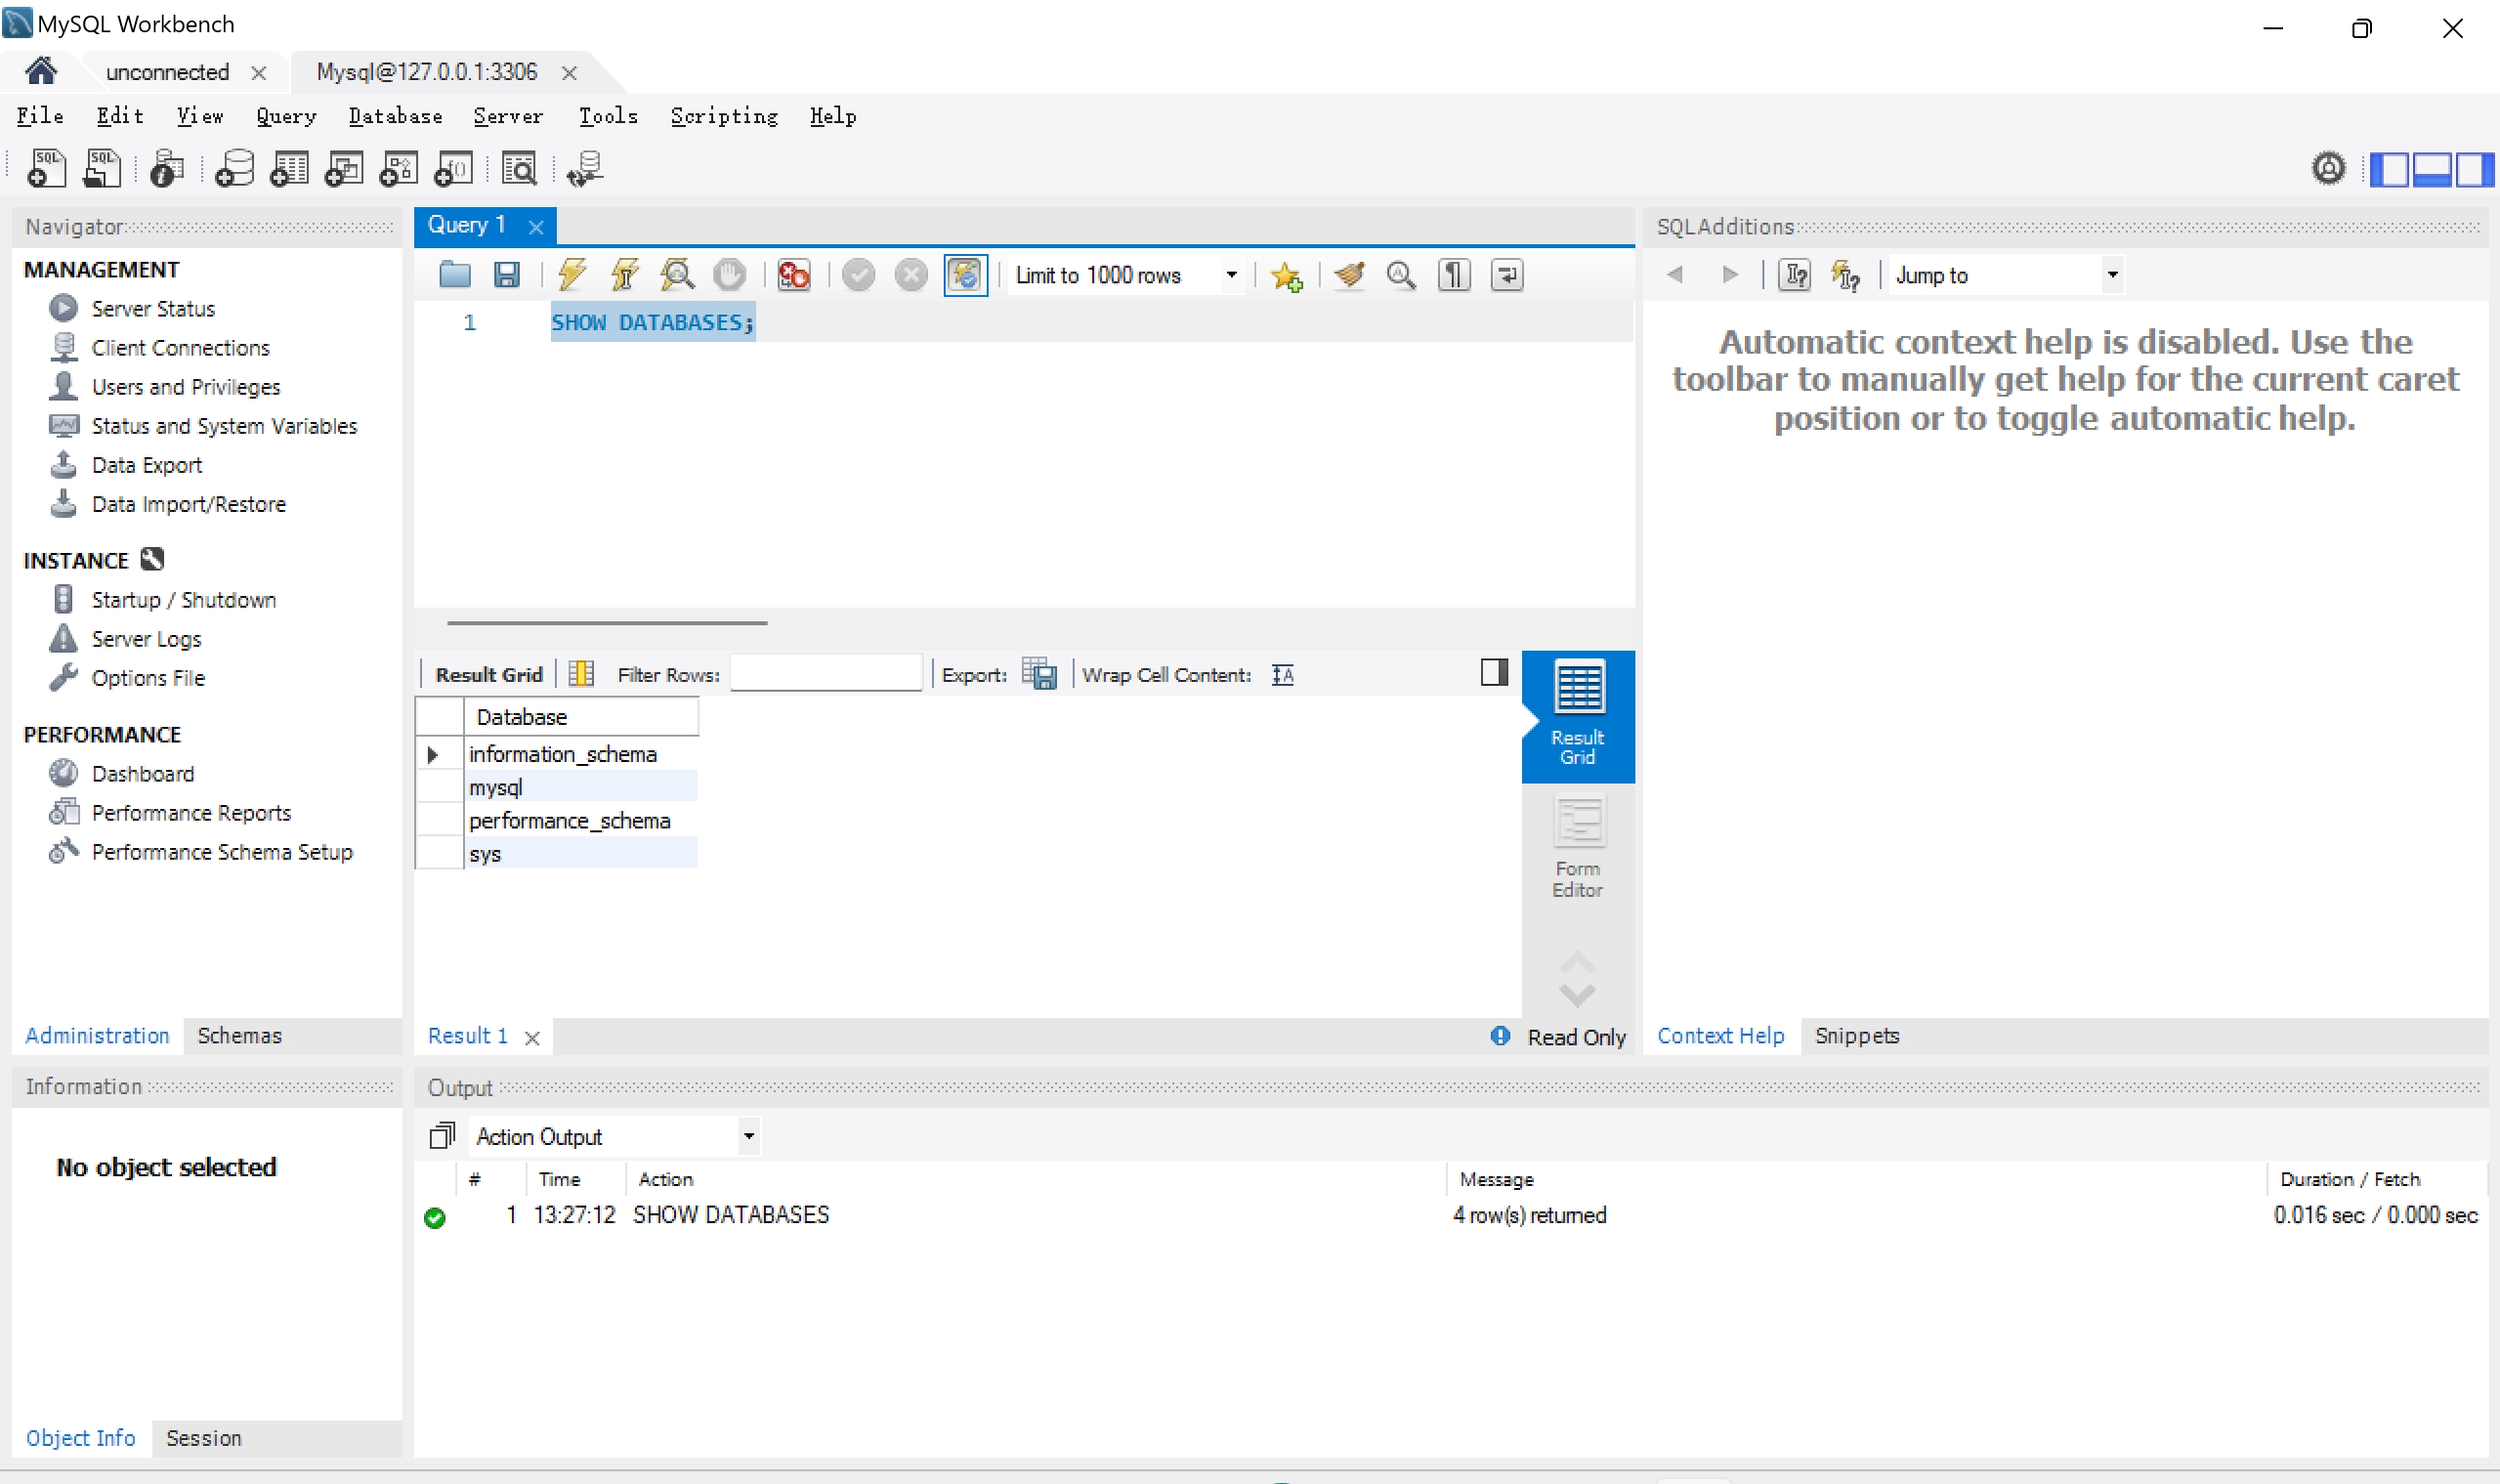 MySQL Workbench
unconnected
Mysql@127.0.0.1:3306
File Edit View Query Database Server Tools Scripting Help
SQL SQL f()
Navigator
MANAGEMENT
Server Status
Client Connections
Users and Privileges
Status and System Variables
Data Export
Data Import/Restore
INSTANCE
Startup / Shutdown
Server Logs
Options File
PERFORMANCE
Dashboard
Performance Reports
Performance Schema Setup
Administration Schemas
Information
No object selected
Object Info Session
Query 1
Limit to 1000 rows
1 SHOW DATABASES;
Result Grid Filter Rows: Export: Wrap Cell Content:
Database
information_schema
mysql
performance_schema
sys
Result
Grid
Form
Editor
Result 1 Read Only
SQLAdditions
Jump to
Automatic context help is disabled. Use the
toolbar to manually get help for the current caret
position or to toggle automatic help.
Context Help Snippets
Output
Action Output
# Time Action Message Duration / Fetch
1 13:27:12 SHOW DATABASES 4 row(s) returned 0.016 sec / 0.000 sec